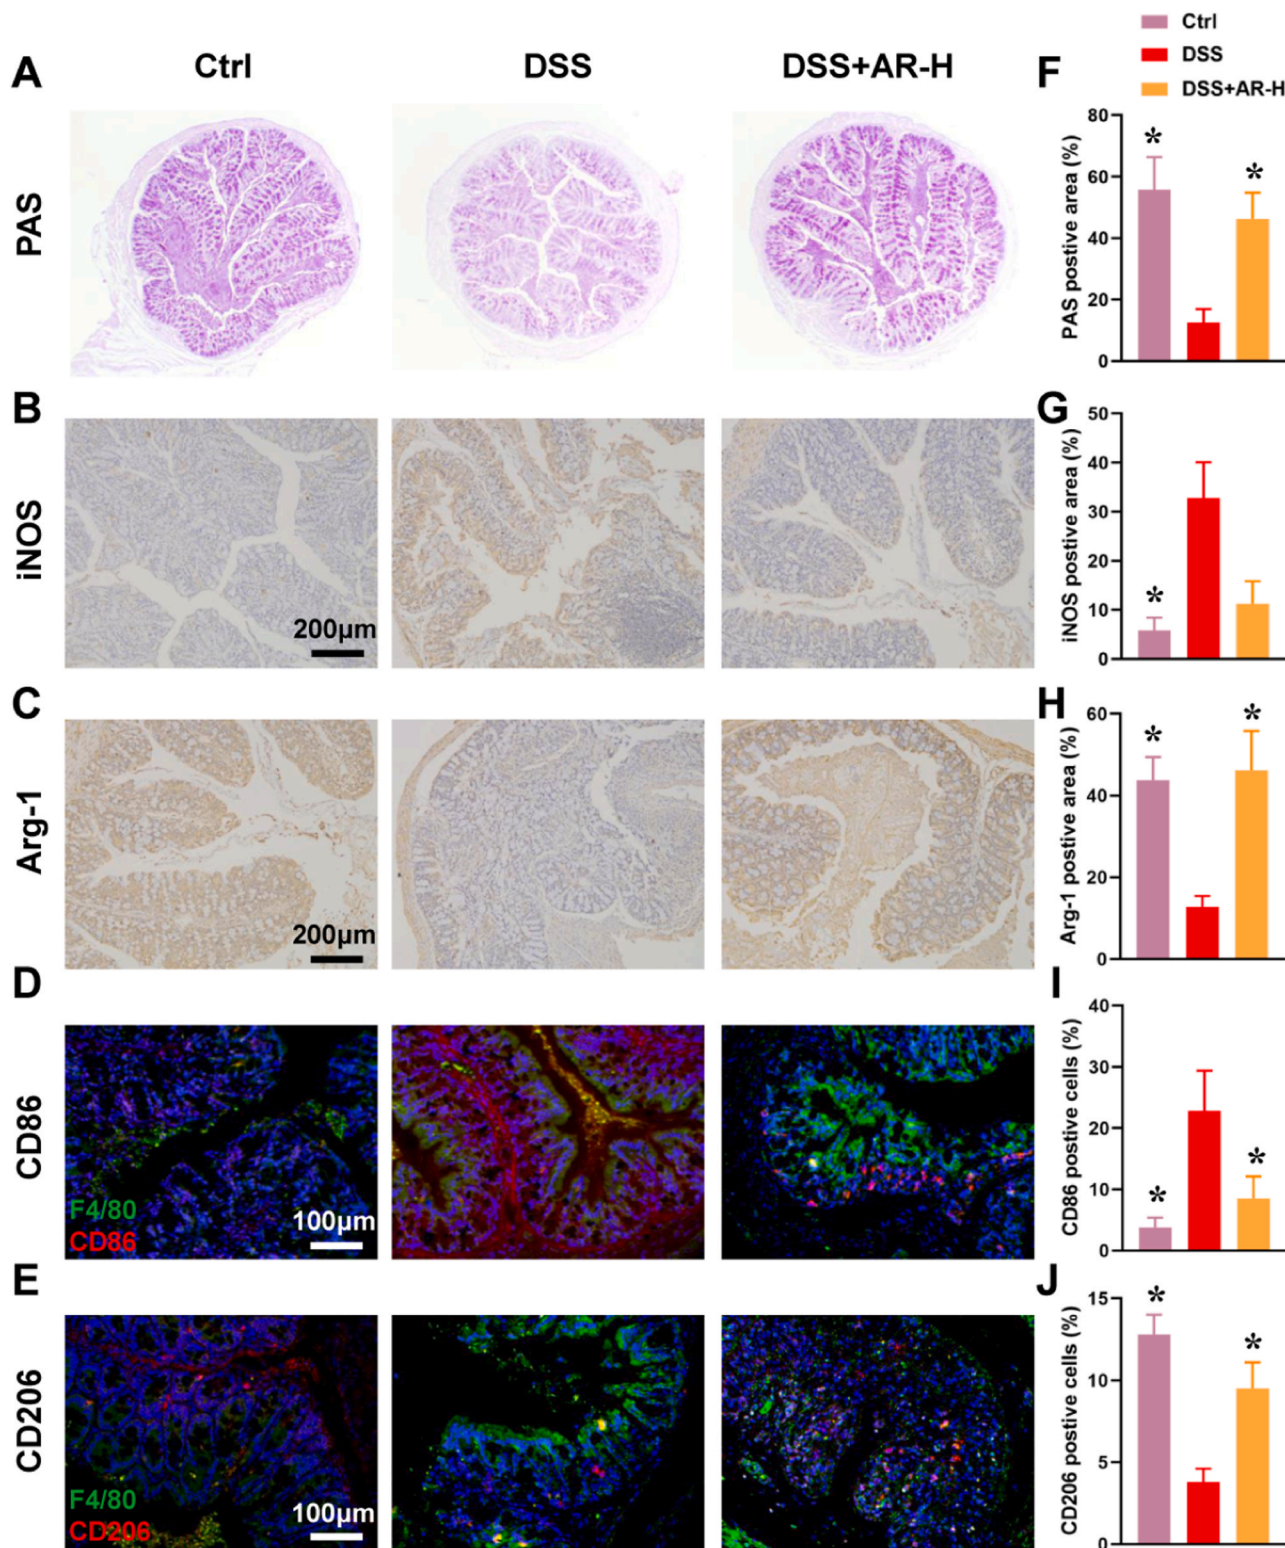 Ctrl
DSS
DSS+AR-H
A
Ctrl
DSS
DSS+AR-H
F
PAS
PAS postive area (%)
80
60
40
20
0
*
*
B
G
iNOS
200μm
iNOS postive area (%)
50
40
30
20
10
0
*
C
H
Arg-1
200μm
Arg-1 postive area (%)
60
40
20
0
*
*
D
I
CD86
F4/80
CD86
100μm
CD86 postive cells (%)
40
30
20
10
0
*
*
E
J
CD206
F4/80
CD206
100μm
CD206 postive cells (%)
15
10
5
0
*
*